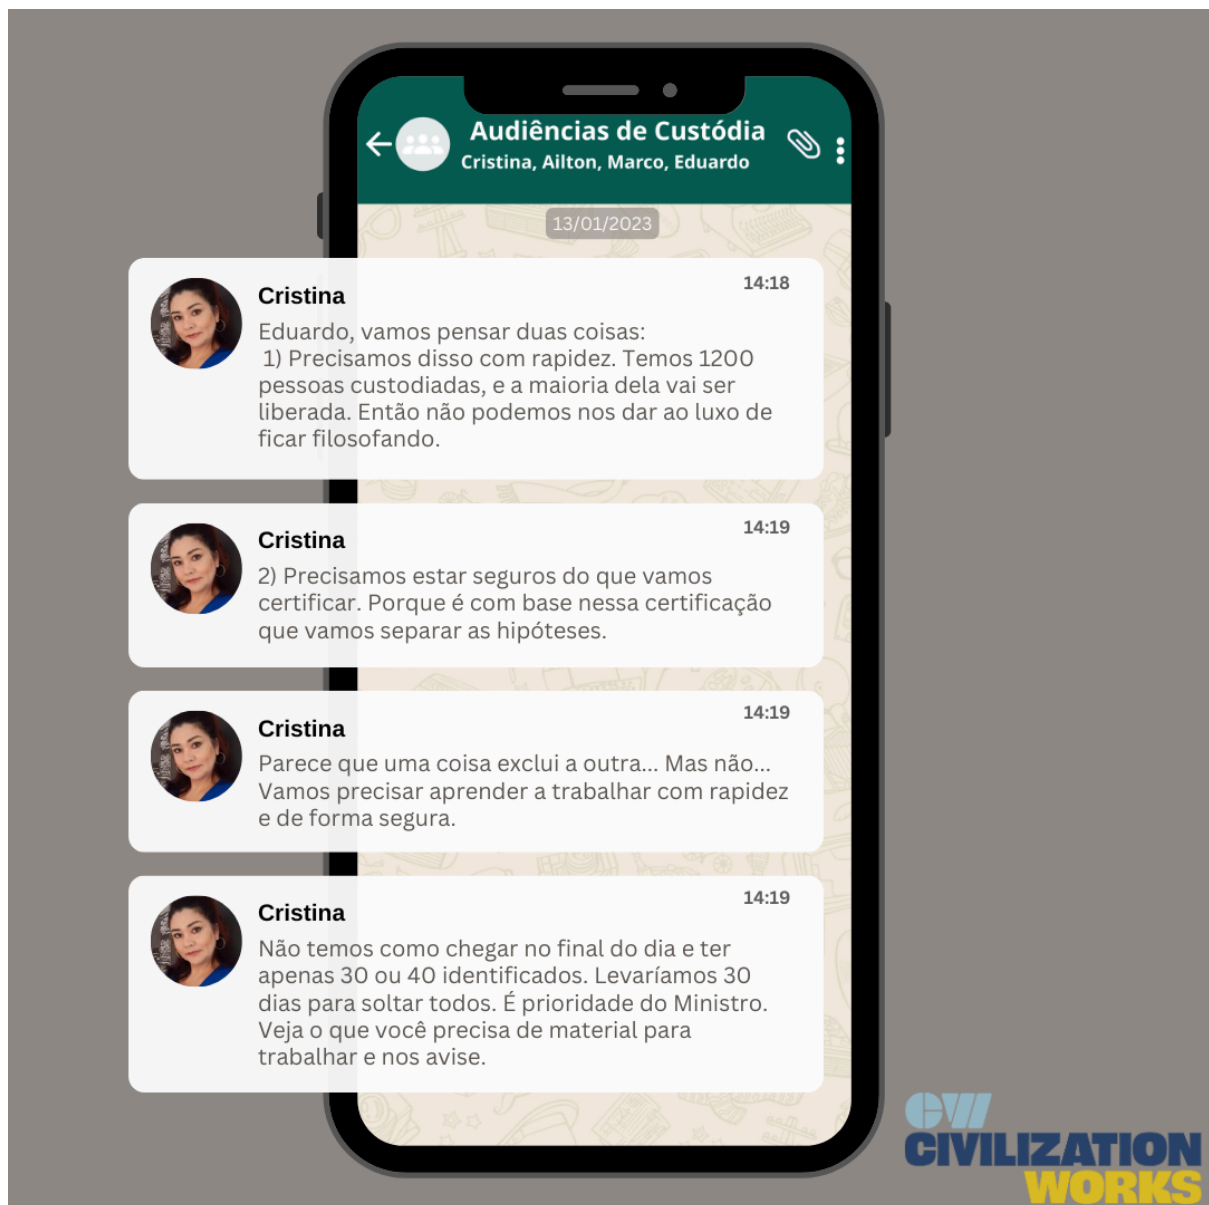 Audiências de Custódia
Cristina, Ailton, Marco, Eduardo
13/01/2023
14:18
Cristina
Eduardo, vamos pensar duas coisas:
1) Precisamos disso com rapidez. Temos 1200
pessoas custodiadas, e a maioria dela vai ser
liberada. Então não podemos nos dar ao luxo de
ficar filosofando.
14:19
Cristina
2) Precisamos estar seguros do que vamos
certificar. Porque é com base nessa certificação
que vamos separar as hipóteses.
14:19
Cristina
Parece que uma coisa exclui a outra... Mas não...
Vamos precisar aprender a trabalhar com rapidez
e de forma segura.
14:19
Cristina
Não temos como chegar no final do dia e ter
apenas 30 ou 40 identificados. Levaríamos 30
dias para soltar todos. É prioridade do Ministro.
Veja o que você precisa de material para
trabalhar e nos avise.
CW
CIVILIZATION
WORKS